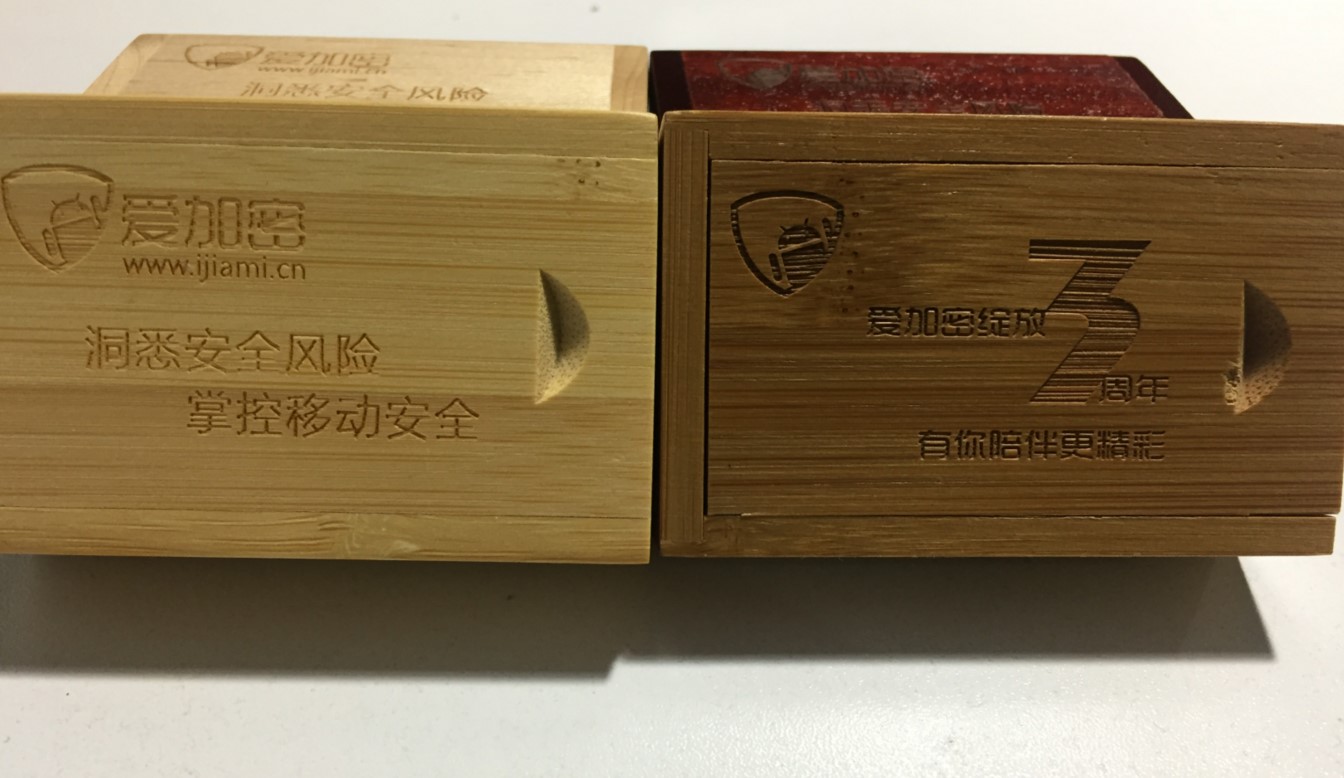 爱加密
www.ijiami.cn
洞悉安全风险
爱加密
www.ijiami.cn
洞悉安全风险
掌控移动安全
爱加密绽放
3
周年
有你陪伴更精彩